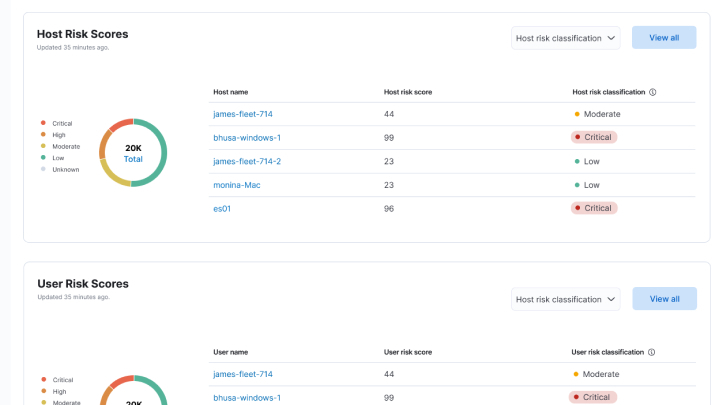 Host Risk Scores
Updated 35 minutes ago.
Host risk classification
View all
Host name Host risk score Host risk classification
Critical
High
Moderate
Low
Unknown
20K
Total
james-fleet-714 44 Moderate
bhusa-windows-1 99 Critical
james-fleet-714-2 23 Low
monina-Mac 23 Low
es01 96 Critical
User Risk Scores
Updated 35 minutes ago.
Host risk classification
View all
User name User risk score User risk classification
Critical
High
Moderate
20K
james-fleet-714 44 Moderate
bhusa-windows-1 99 Critical